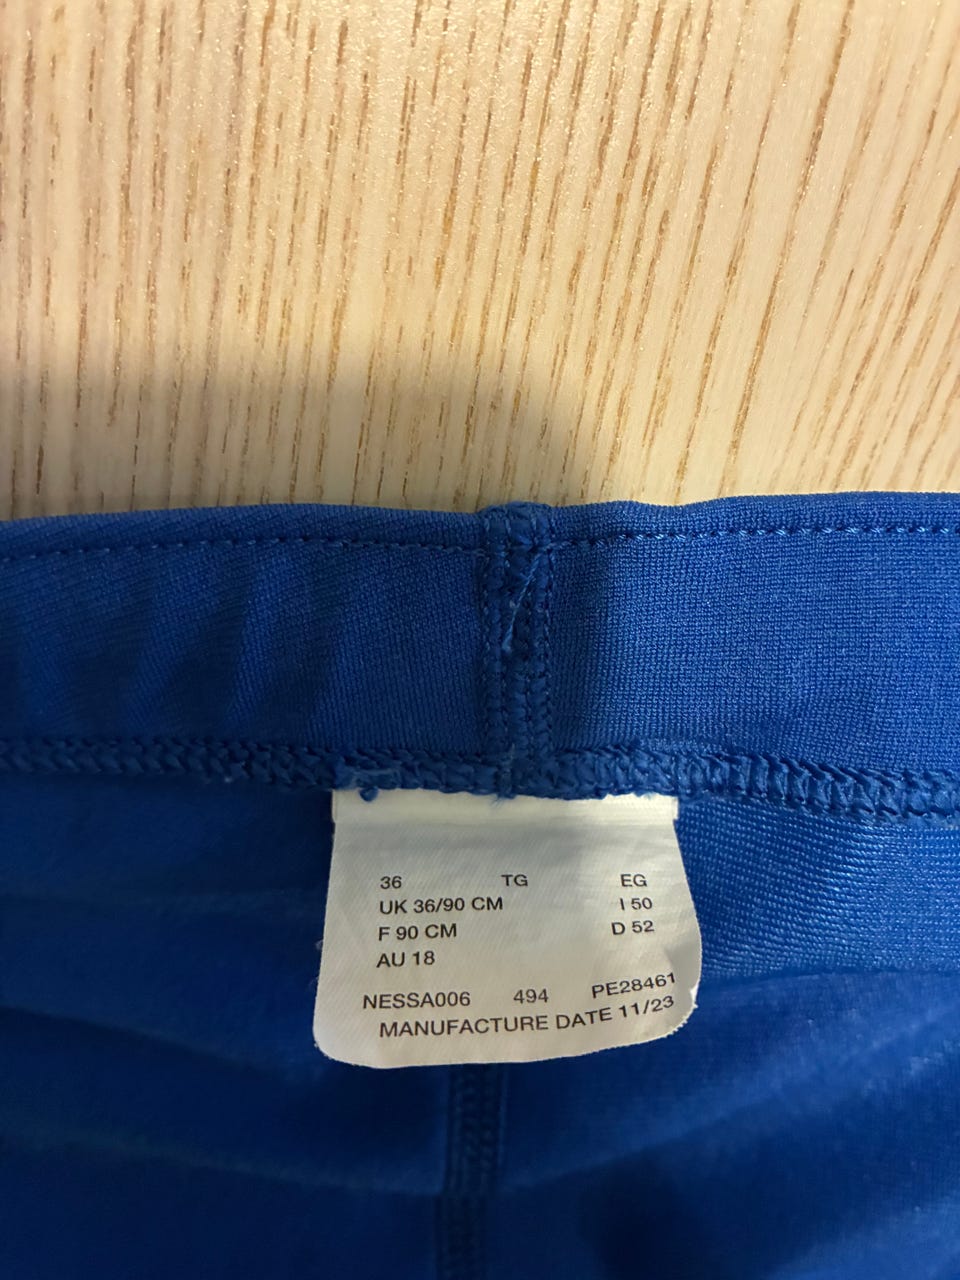 36 TG EG
UK 36/90 CM I 50
F 90 CM D 52
AU 18
NESSA006 494 PE28461
MANUFACTURE DATE 11/23